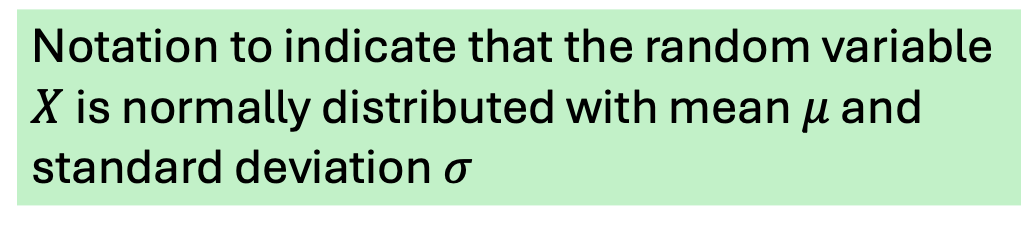 Notation to indicate that the random variable
𝑋 is normally distributed with mean 𝜇 and
standard deviation 𝜎